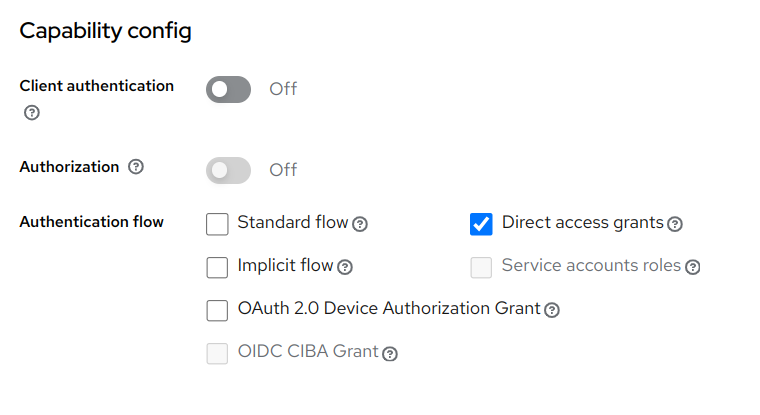 Capability config
Client authentication Off
Authorization Off
Authentication flow Standard flow Direct access grants
Implicit flow Service accounts roles
OAuth 2.0 Device Authorization Grant
OIDC CIBA Grant